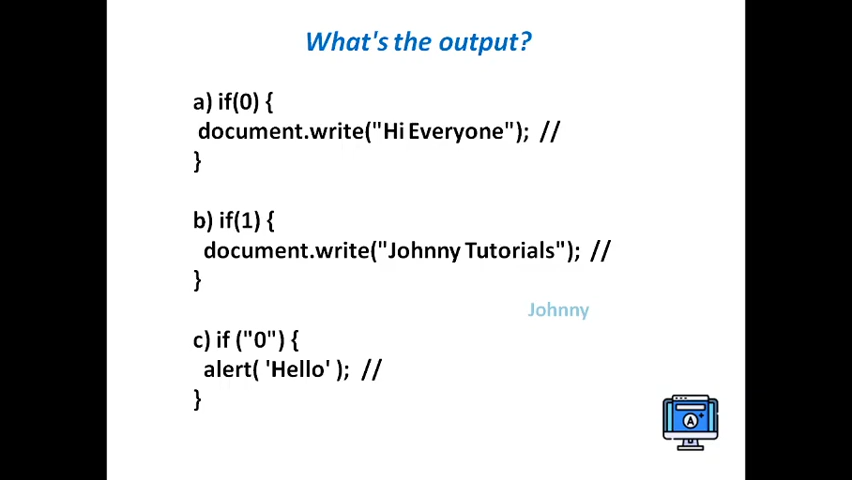 What's the output?
a) if(0) {
document.write("Hi Everyone"); //
}
b) if(1) {
document.write("Johnny Tutorials"); //
}
Johnny
c) if ("0") {
alert( 'Hello' ); //
}
A+